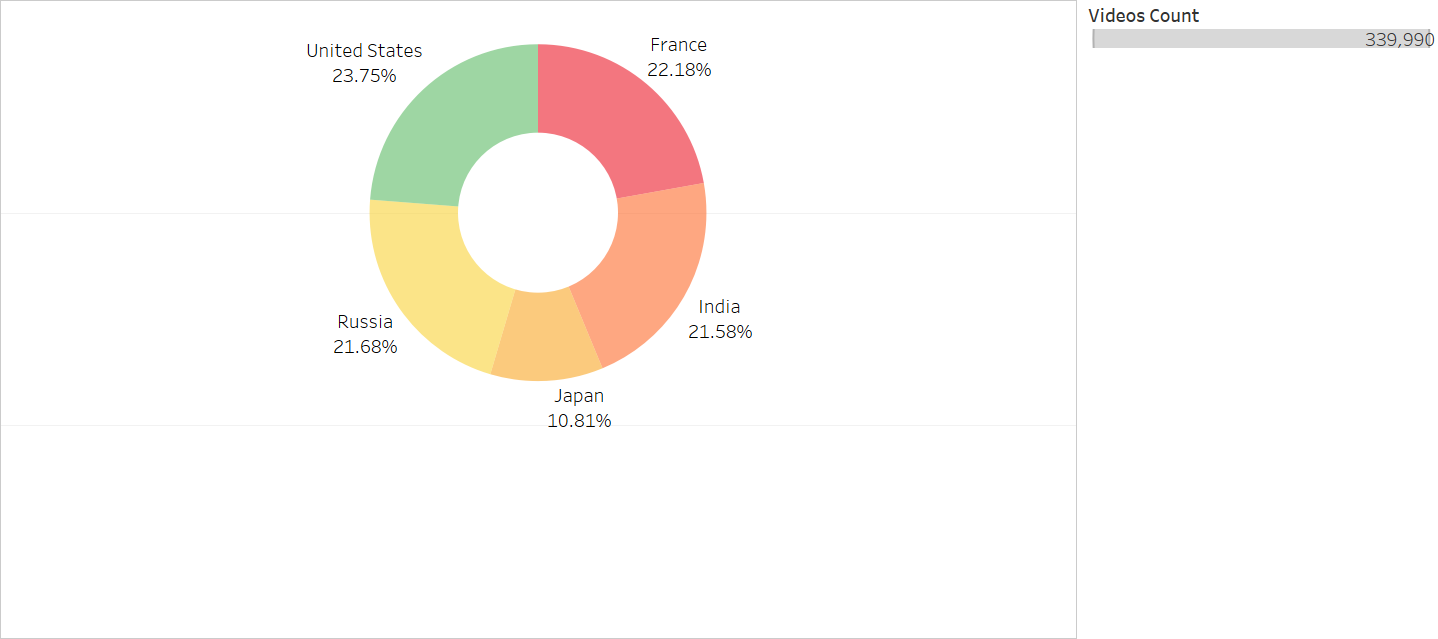 United States
23.75%
France
22.18%
India
21.58%
Japan
10.81%
Russia
21.68%
Videos Count
339,990